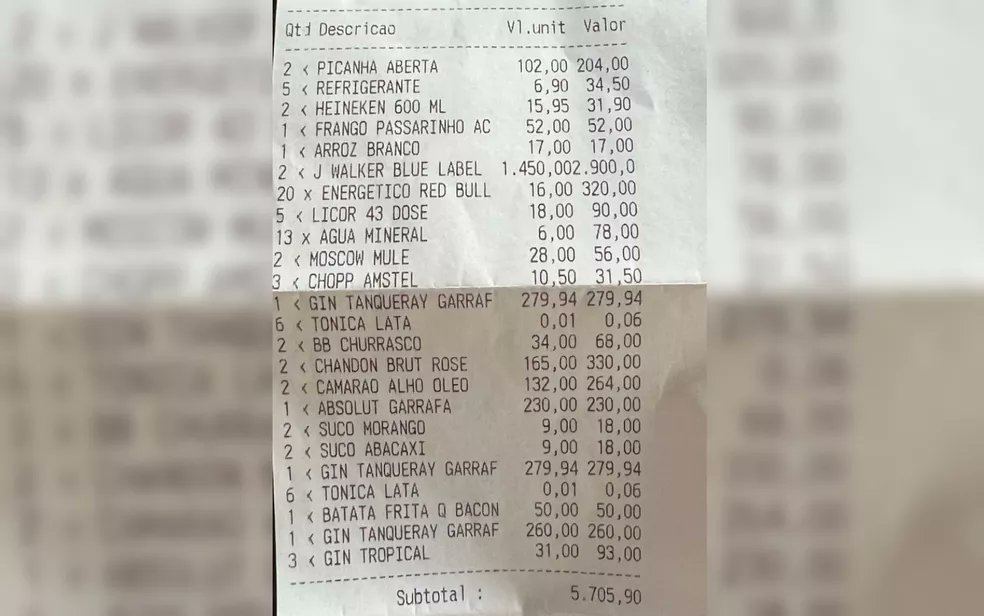 Qtd Descricao Vl.unit Valor
2 < PICANHA ABERTA 102,00 204,00
5 < REFRIGERANTE 6,90 34,50
2 < HEINEKEN 600 ML 15,95 31,90
1 < FRANGO PASSARINHO AC 52,00 52,00
1 < ARROZ BRANCO 17,00 17,00
2 < J WALKER BLUE LABEL 1.450,002.900,0
20 x ENERGETICO RED BULL 16,00 320,00
5 < LICOR 43 DOSE 18,00 90,00
13 x AGUA MINERAL 6,00 78,00
2 < MOSCOW MULE 28,00 56,00
3 < CHOPP AMSTEL 10,50 31,50
1 < GIN TANQUERAY GARRAF 279,94 279,94
6 < TONICA LATA 0,01 0,06
2 < BB CHURRASCO 34,00 68,00
2 < CHANDON BRUT ROSE 165,00 330,00
2 < CAMARAO ALHO OLEO 132,00 264,00
1 < ABSOLUT GARRAFA 230,00 230,00
2 < SUCO MORANGO 9,00 18,00
2 < SUCO ABACAXI 9,00 18,00
1 < GIN TANQUERAY GARRAF 279,94 279,94
6 < TONICA LATA 0,01 0,06
1 < BATATA FRITA Q BACON 50,00 50,00
1 < GIN TANQUERAY GARRAF 260,00 260,00
3 < GIN TROPICAL 31,00 93,00
Subtotal : 5.705,90